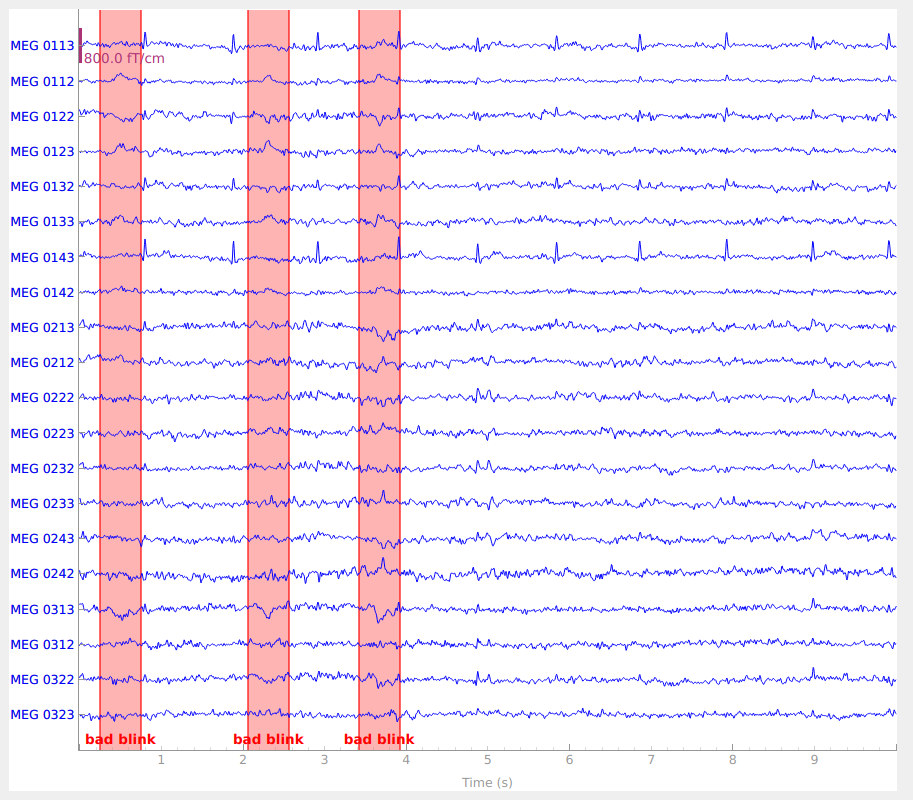 MEG 0113
800.0 fT/cm
MEG 0112
MEG 0122
MEG 0123
MEG 0132
MEG 0133
MEG 0143
MEG 0142
MEG 0213
MEG 0212
MEG 0222
MEG 0223
MEG 0232
MEG 0233
MEG 0243
MEG 0242
MEG 0313
MEG 0312
MEG 0322
MEG 0323
bad blink bad blink bad blink
1 2 3 4 5 6 7 8 9
Time (s)